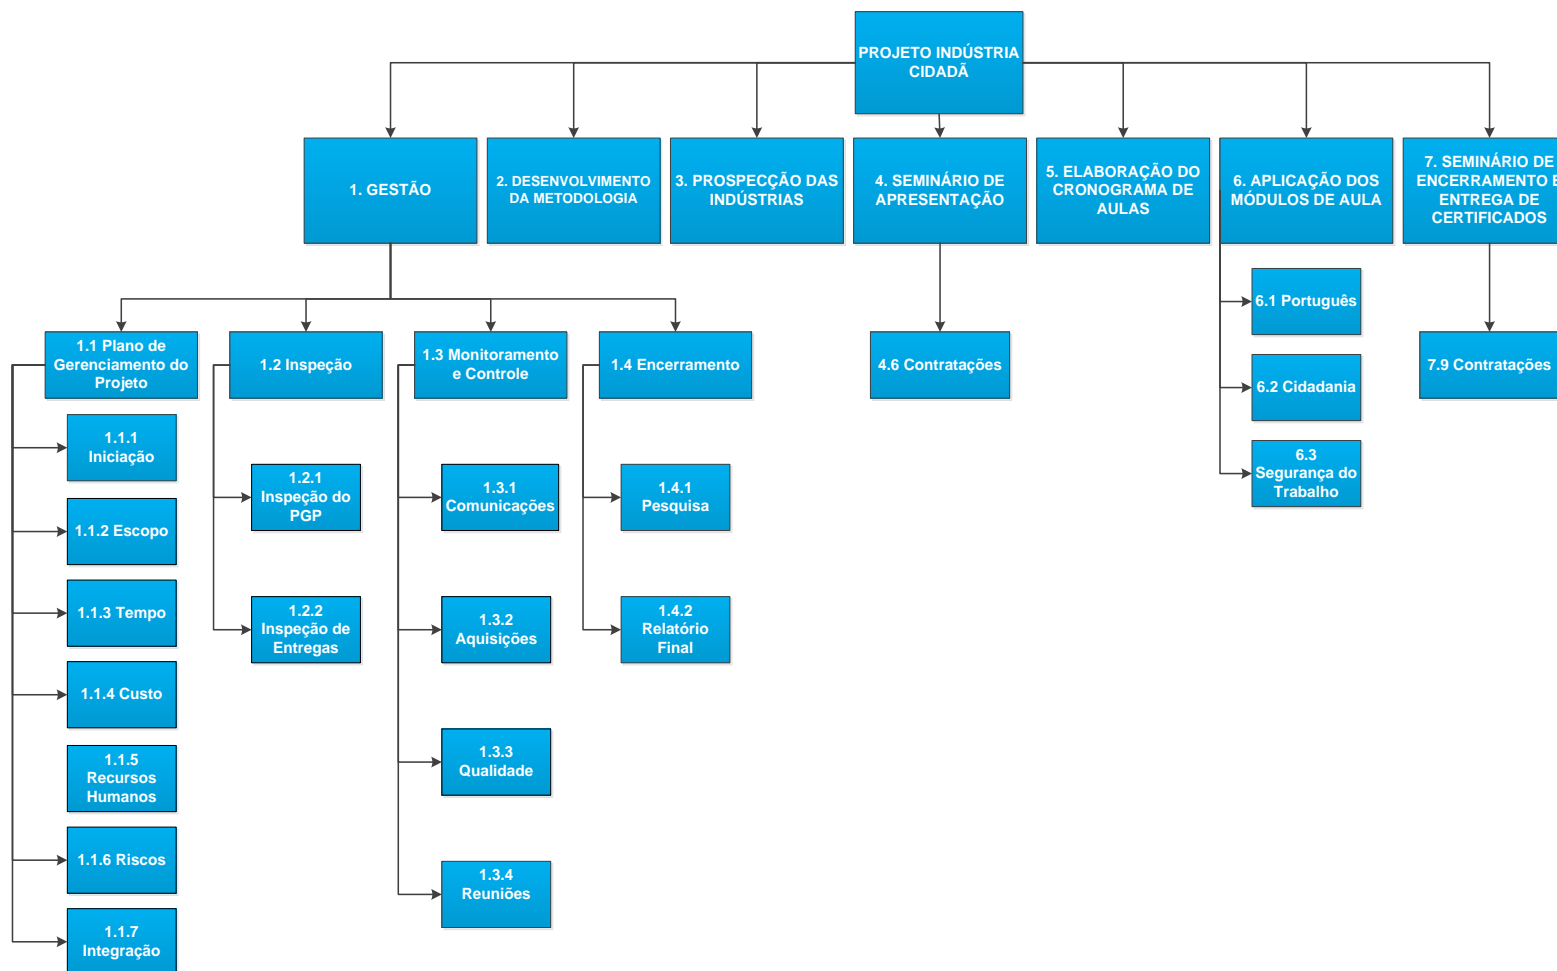 PROJETO INDÚSTRIA
CIDADÃ
1. GESTÃO
2. DESENVOLVIMENTO
DA METODOLOGIA
3. PROSPECÇÃO DAS
INDÚSTRIAS
4. SEMINÁRIO DE
APRESENTAÇÃO
5. ELABORAÇÃO DO
CRONOGRAMA DE
AULAS
6. APLICAÇÃO DOS
MÓDULOS DE AULA
7. SEMINÁRIO DE
ENCERRAMENTO E
ENTREGA DE
CERTIFICADOS
1.1 Plano de
Gerenciamento do
Projeto
1.2 Inspeção
1.3 Monitoramento
e Controle
1.4 Encerramento
4.6 Contratações
6.1 Português
6.2 Cidadania
6.3
Segurança do
Trabalho
7.9 Contratações
1.1.1
Iniciação
1.1.2 Escopo
1.1.3 Tempo
1.1.4 Custo
1.1.5
Recursos
Humanos
1.1.6 Riscos
1.1.7
Integração
1.2.1
Inspeção do
PGP
1.2.2
Inspeção de
Entregas
1.3.1
Comunicações
1.3.2
Aquisições
1.3.3
Qualidade
1.3.4
Reuniões
1.4.1
Pesquisa
1.4.2
Relatório
Final